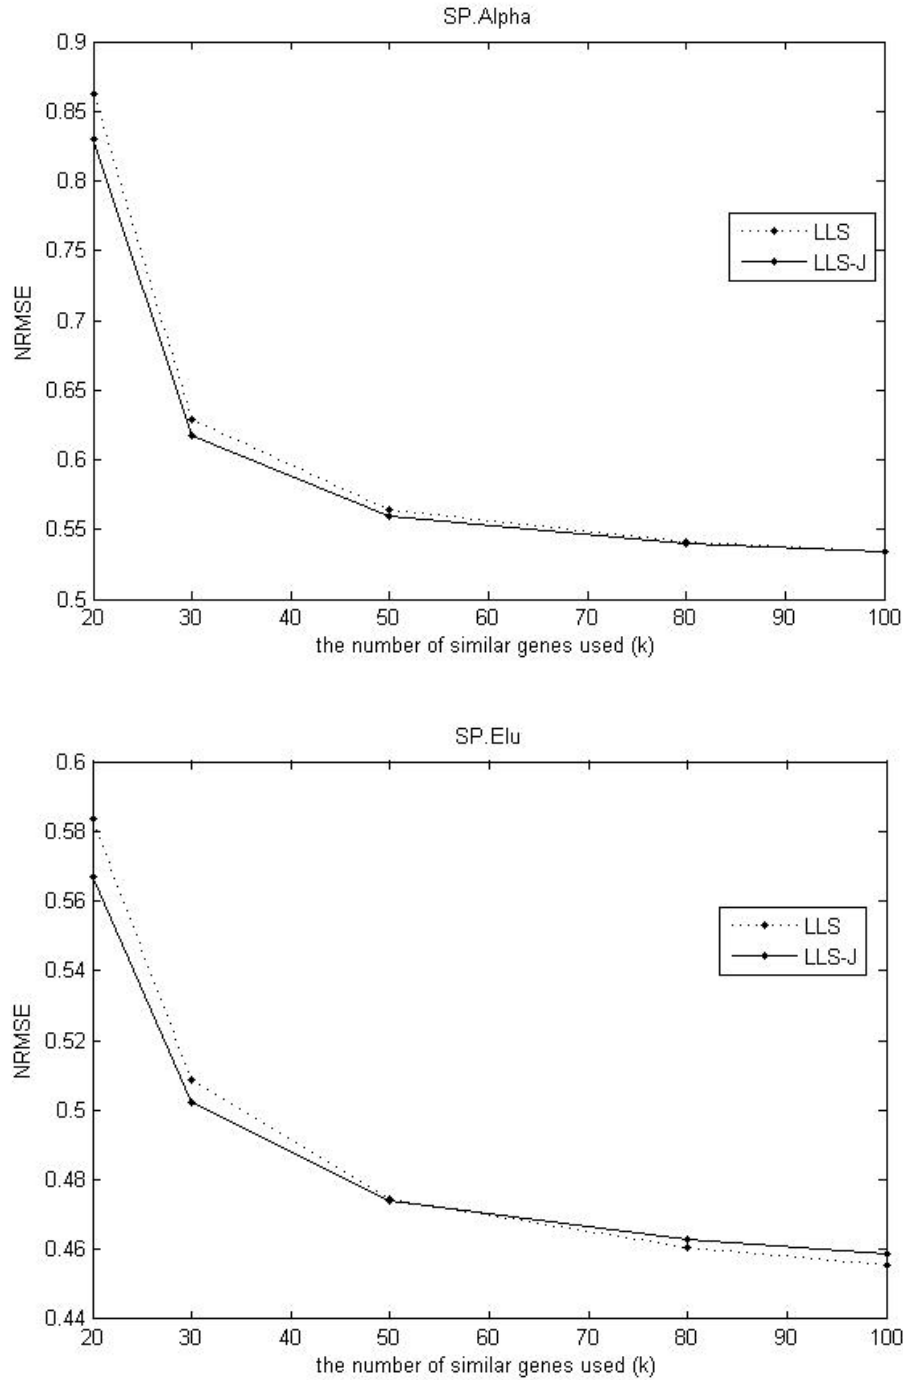 SP.Alpha
0.9
0.85
0.8
0.75
0.7
0.65
0.6
0.55
0.5
NRMSE
LLS
LLS-J
20 30 40 50 60 70 80 90 100
the number of similar genes used (k)
SP.Elu
0.6
0.58
0.56
0.54
0.52
0.5
0.48
0.46
0.44
NRMSE
LLS
LLS-J
20 30 40 50 60 70 80 90 100
the number of similar genes used (k)